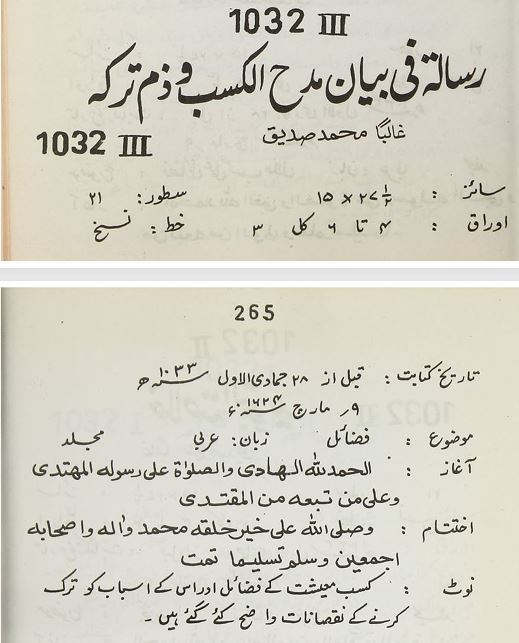 1032 III
رسالة فی بیان مدح الکسب و ذم ترکہ
غالبا محمد صدیق
1032 III
سائز : ۲۷ ۱/۲ × ۱۵ سطور : ۲۱
اوراق : ۴ تا ۶ کل ۳ خط : نسخ
265
تاریخ کتابت : قبل از ۲۸ جمادی الاول ۱۰۳۳ھ
۹ر مارچ ۱۶۲۴ء
موضوع : فضائل زبان : عربی مجلد
آغاز : الحمد للہ الہادی والصلوٰۃ علی رسولہ المھتدی
وعلی من تبعہ من المقتدی
اختتام : وصلی اللہ علی خیر خلقہ محمد والہ واصحابہ
اجمعین وسلم تسلیما تمت
نوٹ : کسب معیشت کے فضائل اور اس کے اسباب کو ترک
کرنے کے نقصانات واضح کئے گئے ہیں ۔